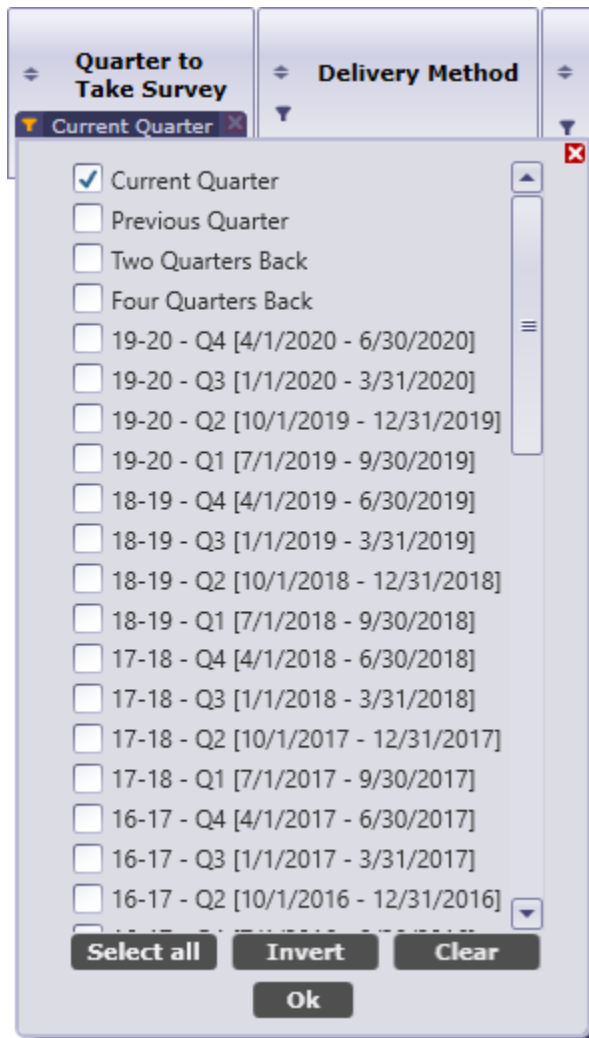 Quarter to
Take Survey
Delivery Method
Current Quarter
Current Quarter
Previous Quarter
Two Quarters Back
Four Quarters Back
19-20 - Q4 [4/1/2020 - 6/30/2020]
19-20 - Q3 [1/1/2020 - 3/31/2020]
19-20 - Q2 [10/1/2019 - 12/31/2019]
19-20 - Q1 [7/1/2019 - 9/30/2019]
18-19 - Q4 [4/1/2019 - 6/30/2019]
18-19 - Q3 [1/1/2019 - 3/31/2019]
18-19 - Q2 [10/1/2018 - 12/31/2018]
18-19 - Q1 [7/1/2018 - 9/30/2018]
17-18 - Q4 [4/1/2018 - 6/30/2018]
17-18 - Q3 [1/1/2018 - 3/31/2018]
17-18 - Q2 [10/1/2017 - 12/31/2017]
17-18 - Q1 [7/1/2017 - 9/30/2017]
16-17 - Q4 [4/1/2017 - 6/30/2017]
16-17 - Q3 [1/1/2017 - 3/31/2017]
16-17 - Q2 [10/1/2016 - 12/31/2016]
Select all Invert Clear
Ok